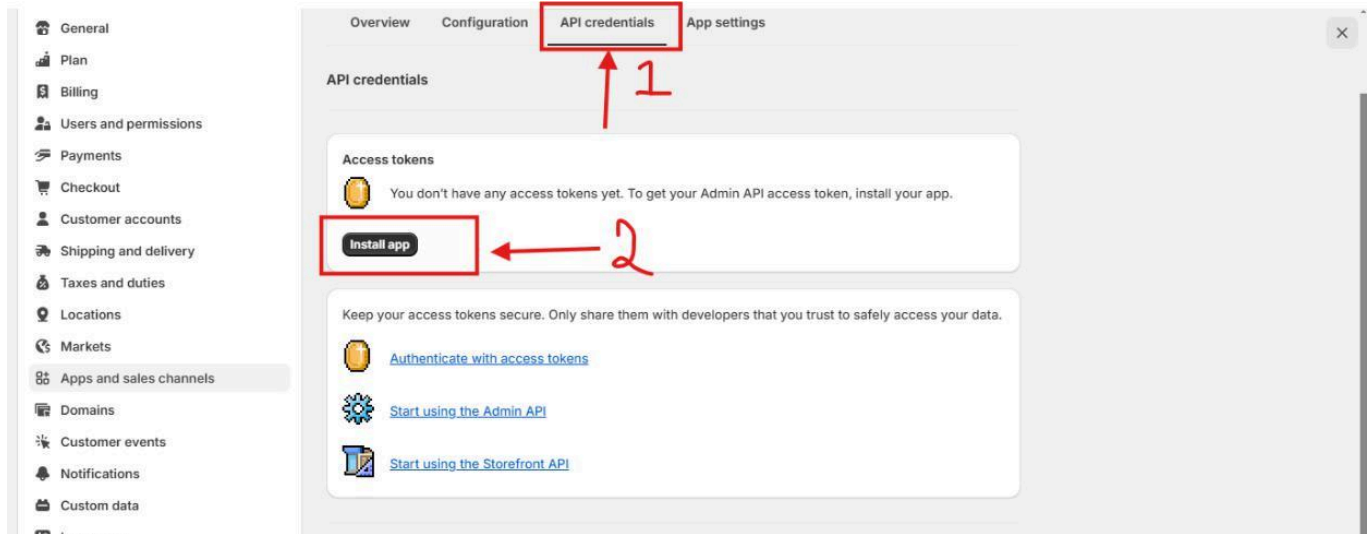 General
Plan
Billing
Users and permissions
Payments
Checkout
Customer accounts
Shipping and delivery
Taxes and duties
Locations
Markets
Apps and sales channels
Domains
Customer events
Notifications
Custom data
Overview Configuration API credentials App settings
1
API credentials
Access tokens
You don't have any access tokens yet. To get your Admin API access token, install your app.
Install app
2
Keep your access tokens secure. Only share them with developers that you trust to safely access your data.
Authenticate with access tokens
Start using the Admin API
Start using the Storefront API